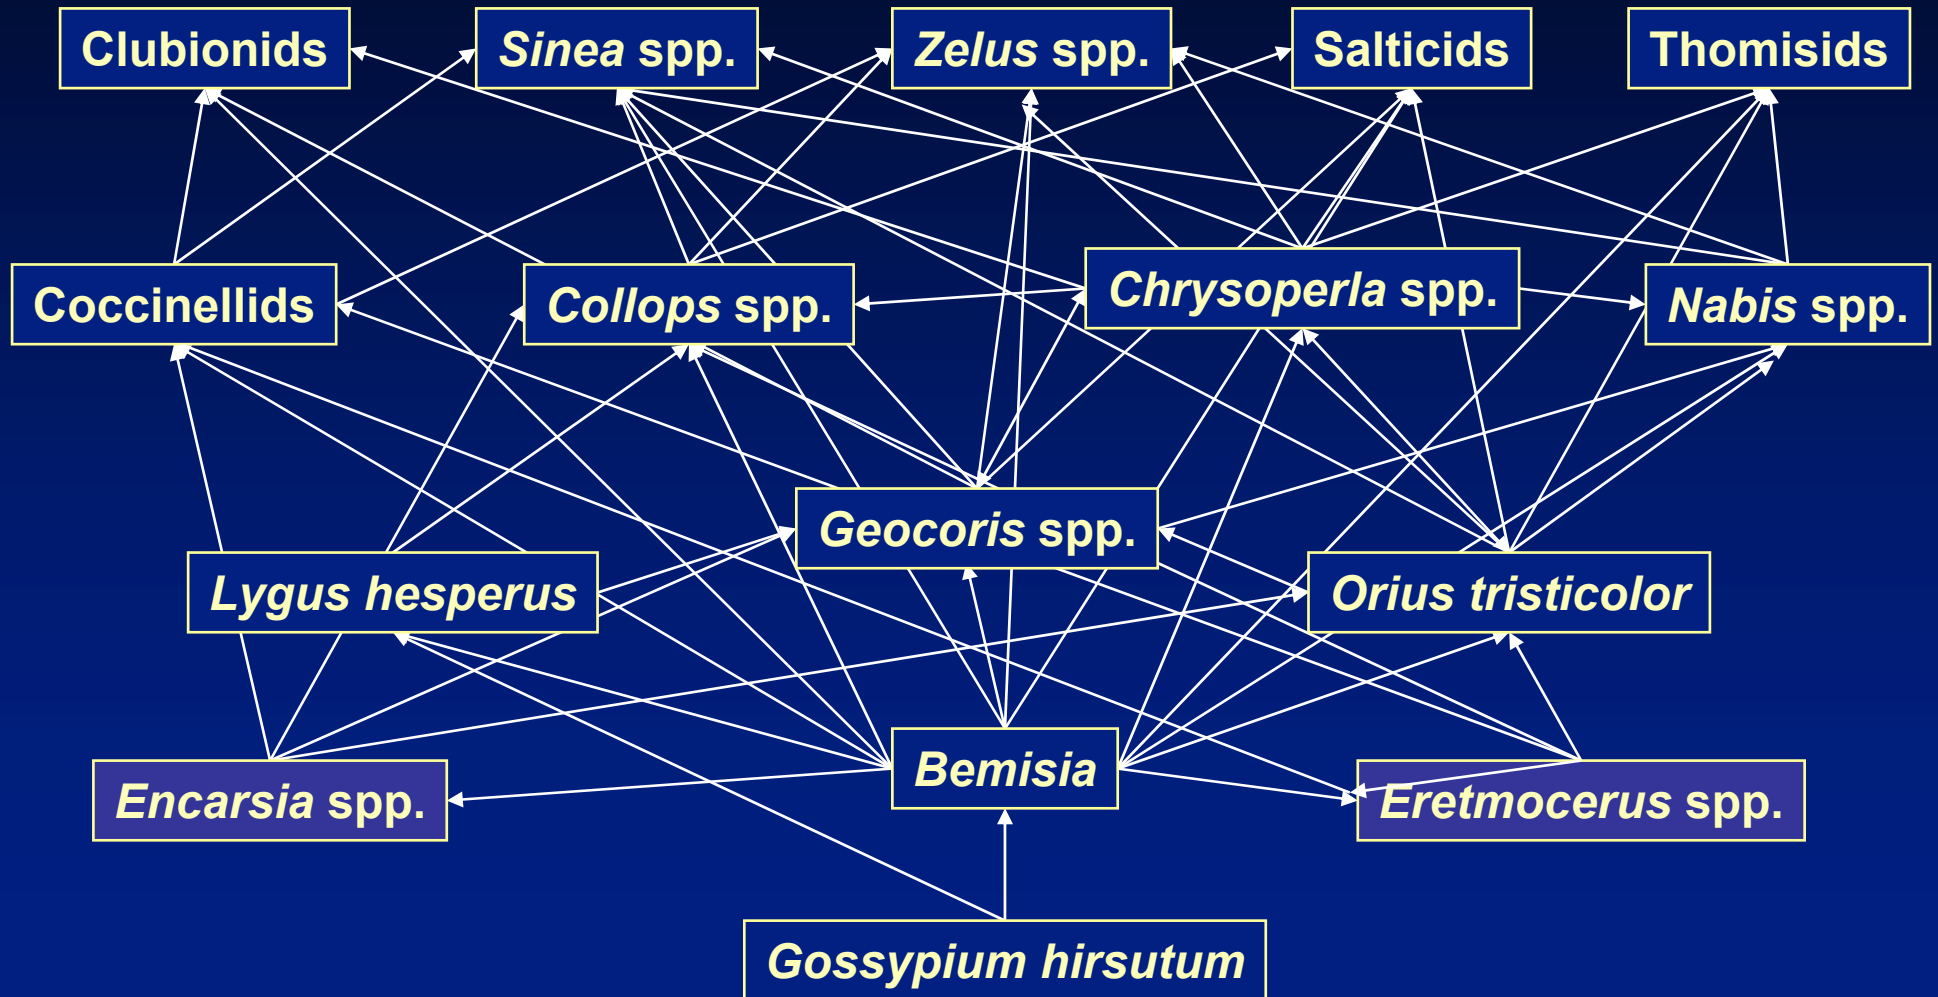 Clubionids
Sinea spp.
Zelus spp.
Salticids
Thomisids
Coccinellids
Collops spp.
Chrysoperla spp.
Nabis spp.
Geocoris spp.
Lygus hesperus
Orius tristicolor
Bemisia
Encarsia spp.
Eretmocerus spp.
Gossypium hirsutum